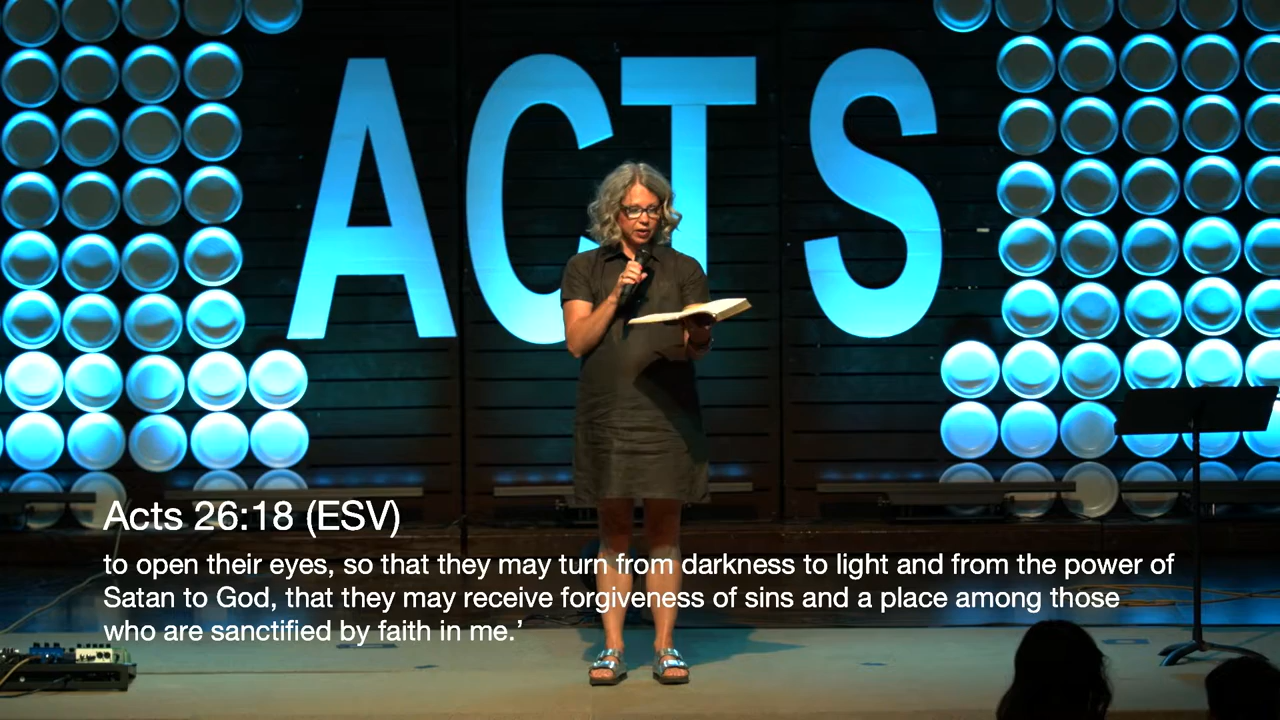 ACTS
Acts 26:18 (ESV)
to open their eyes, so that they may turn from darkness to light and from the power of
Satan to God, that they may receive forgiveness of sins and a place among those
who are sanctified by faith in me.’